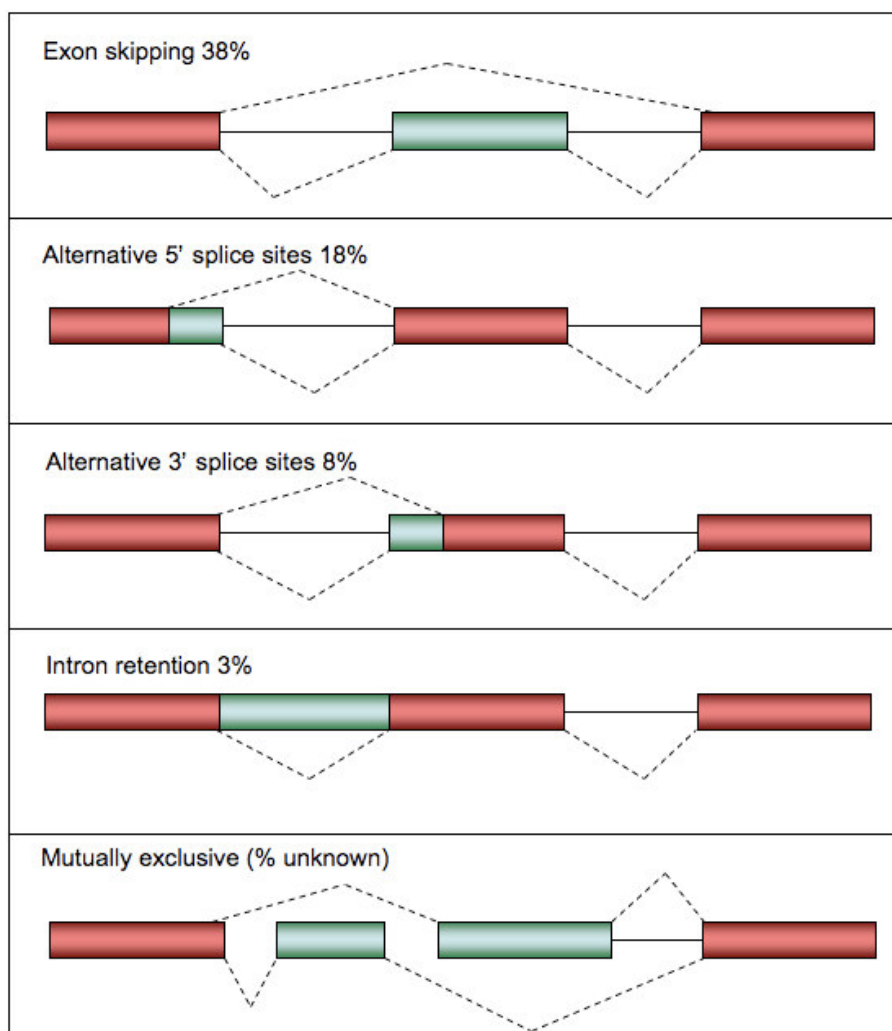 Exon skipping 38%
Alternative 5’ splice sites 18%
Alternative 3’ splice sites 8%
Intron retention 3%
Mutually exclusive (% unknown)